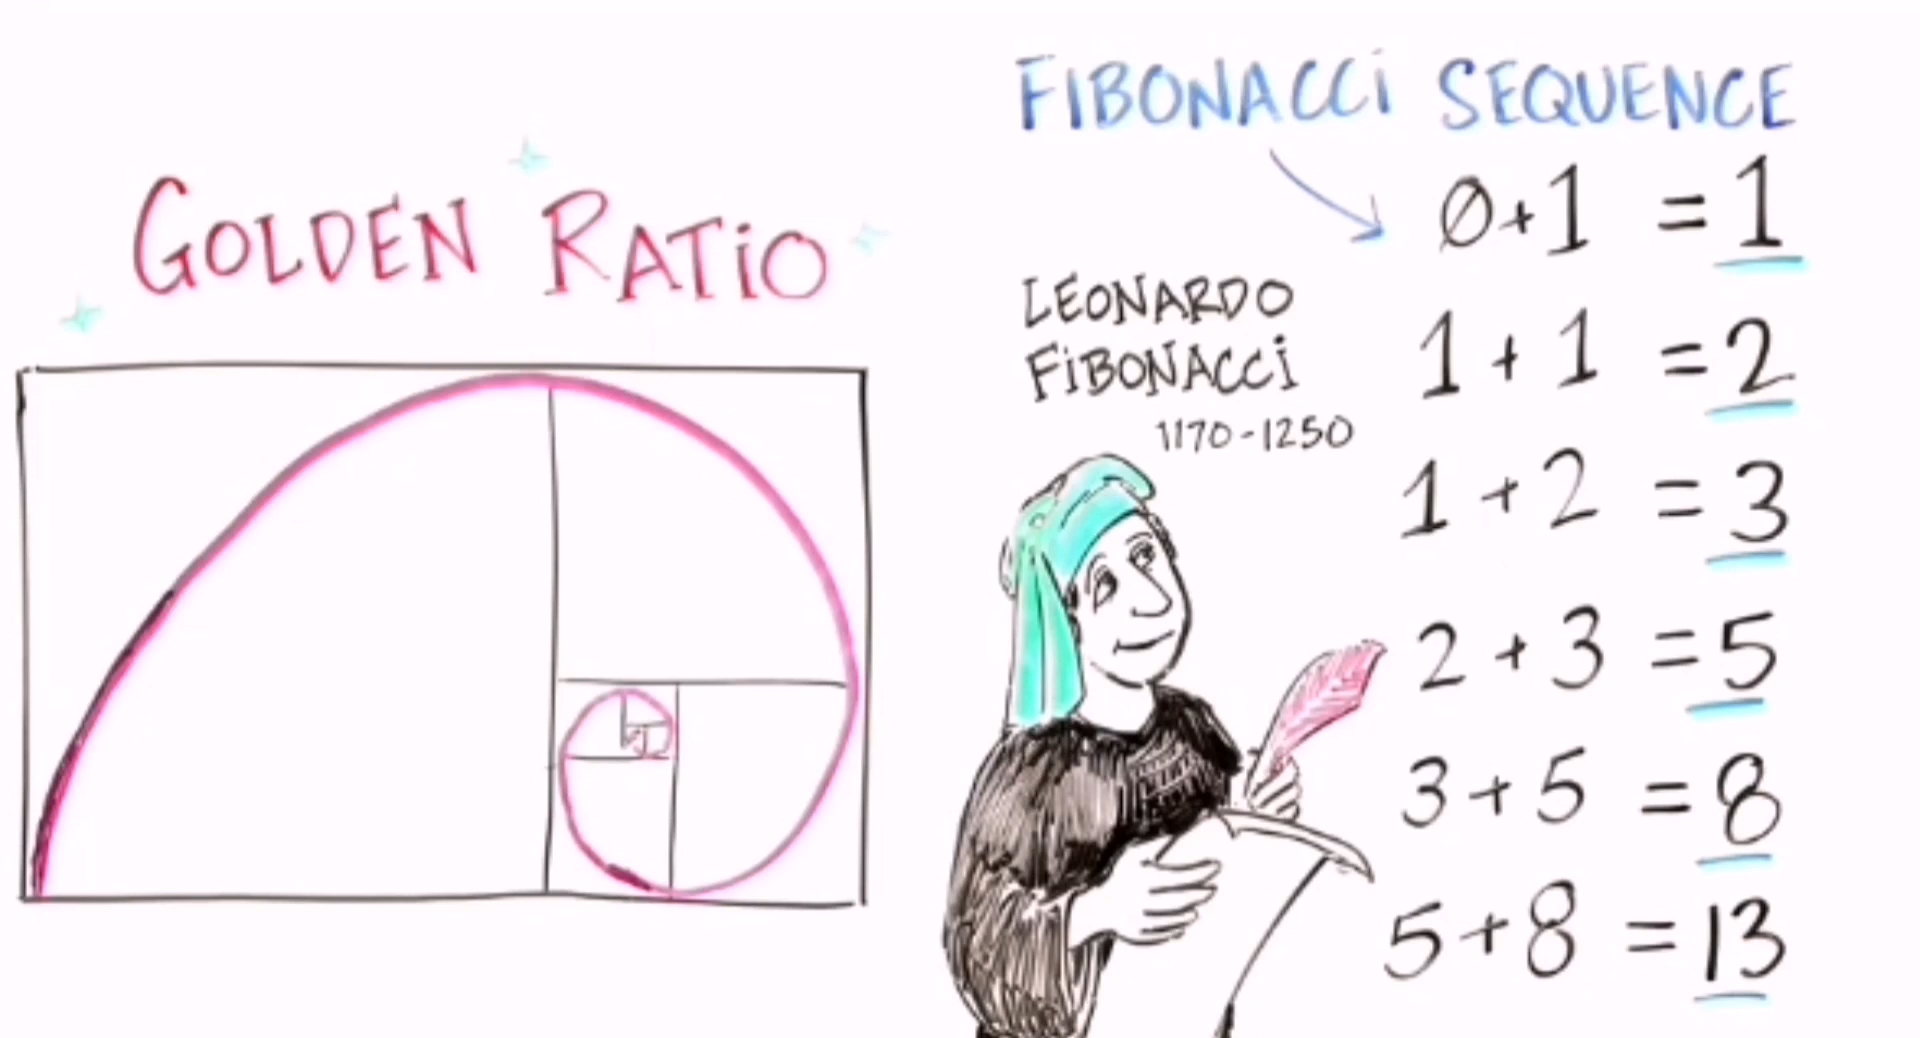 GOLDEN RATIO
FIBONACCI SEQUENCE
LEONARDO
FIBONACCI
1170-1250
0+1 = 1
1 + 1 = 2
1 + 2 = 3
2 + 3 = 5
3 + 5 = 8
5 + 8 = 13